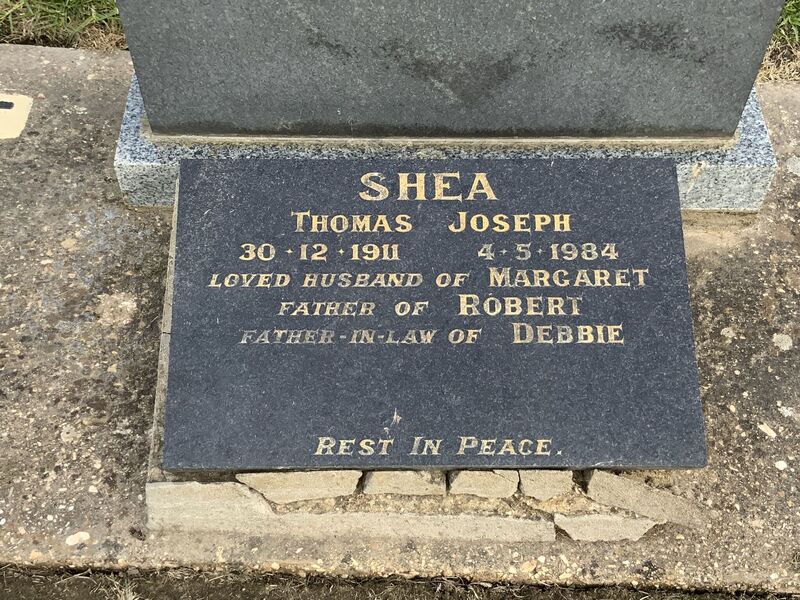 SHEA
THOMAS JOSEPH
30·12·1911 4·5·1984
LOVED HUSBAND OF MARGARET
FATHER OF ROBERT
FATHER-IN-LAW OF DEBBIE
REST IN PEACE.